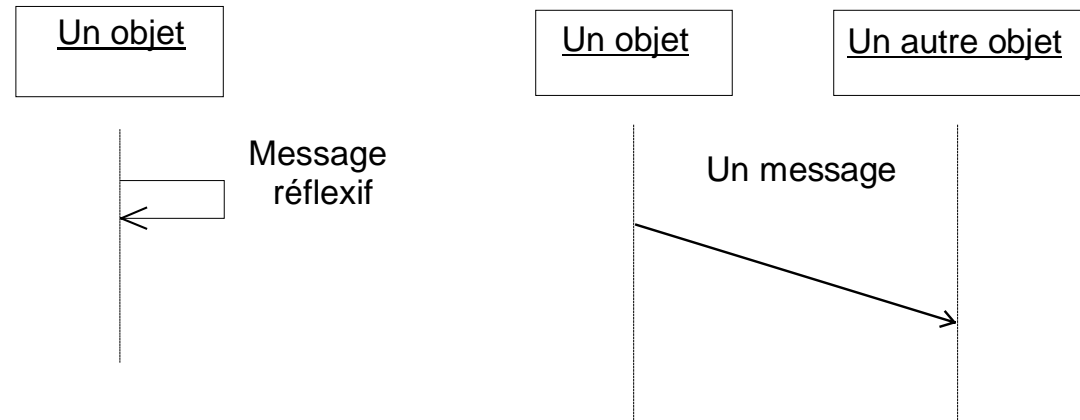 Un objet
Message
réflexif
Un objet
Un autre objet
Un message